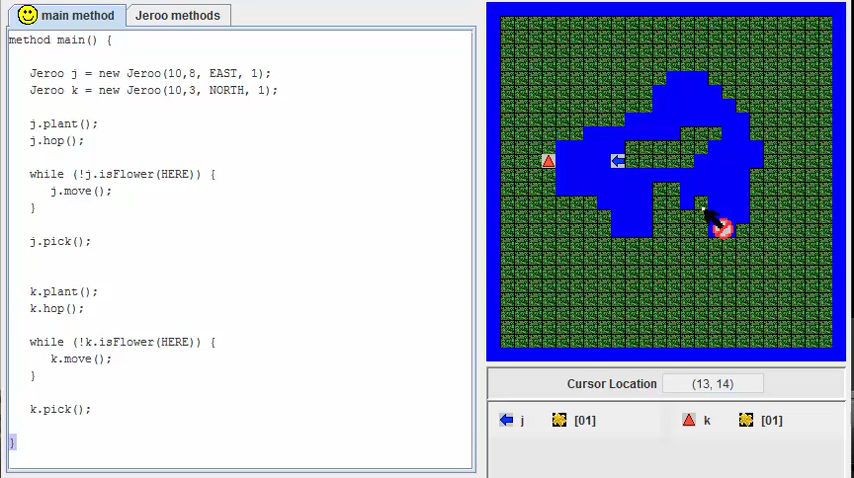 main method
Jeroo methods
method main() {
Jeroo j = new Jeroo(10,8, EAST, 1);
Jeroo k = new Jeroo(10,3, NORTH, 1);
j.plant();
j.hop();
while (!j.isFlower(HERE)) {
j.move();
}
j.pick();
k.plant();
k.hop();
while (!k.isFlower(HERE)) {
k.move();
}
k.pick();
}
Cursor Location (13, 14)
j [01] k [01]